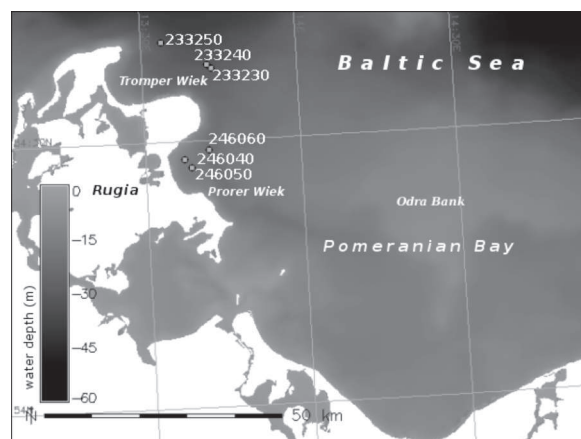 233250
233240
233230
Tromper Wiek
Baltic Sea
246060
246040
246050
Prorer Wiek
Rugia
Odra Bank
Pomeranian Bay
water depth (m)
0
−15
−30
−45
−60
N
50 km